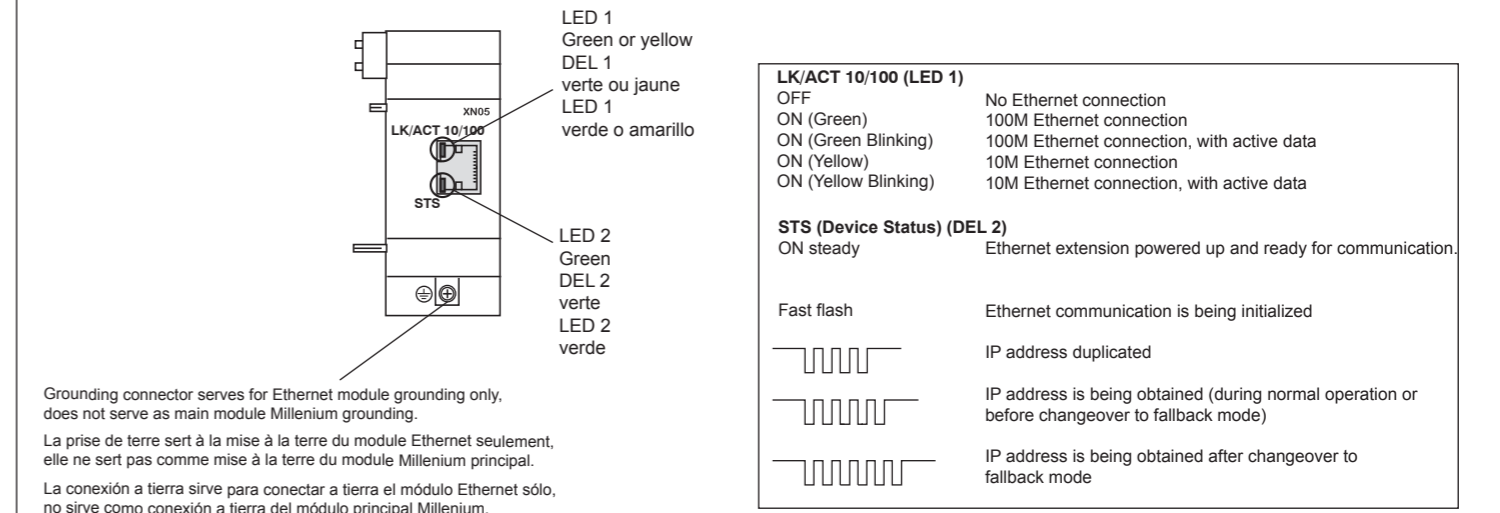 LED 1
Green or yellow
DEL 1
verte ou jaune
LED 1
verde o amarillo
XN05
LK/ACT 10/100
STS
LED 2
Green
DEL 2
verte
LED 2
verde
Grounding connector serves for Ethernet module grounding only,
does not serve as main module Millenium grounding.
La prise de terre sert à la mise à la terre du module Ethernet seulement,
elle ne sert pas comme mise à la terre du module Millenium principal.
La conexión a tierra sirve para conectar a tierra el módulo Ethernet sólo,
no sirve como conexión a tierra del módulo principal Millenium.
LK/ACT 10/100 (LED 1)
OFF No Ethernet connection
ON (Green) 100M Ethernet connection
ON (Green Blinking) 100M Ethernet connection, with active data
ON (Yellow) 10M Ethernet connection
ON (Yellow Blinking) 10M Ethernet connection, with active data
STS (Device Status) (DEL 2)
ON steady Ethernet extension powered up and ready for communication.
Fast flash Ethernet communication is being initialized
IP address duplicated
IP address is being obtained (during normal operation or
before changeover to fallback mode)
IP address is being obtained after changeover to
fallback mode